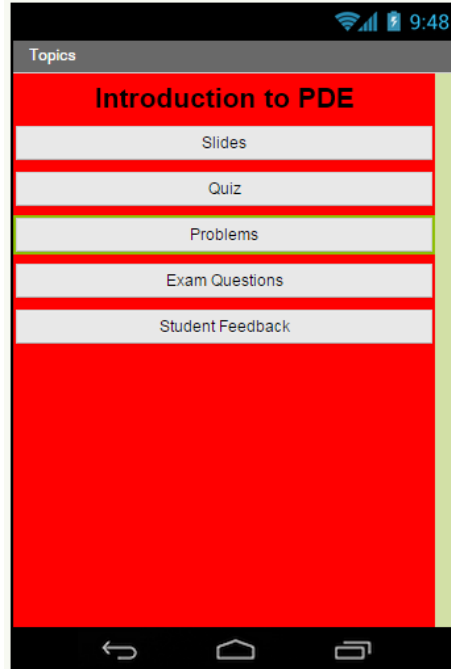 9:48
Topics
Introduction to PDE
Slides
Quiz
Problems
Exam Questions
Student Feedback